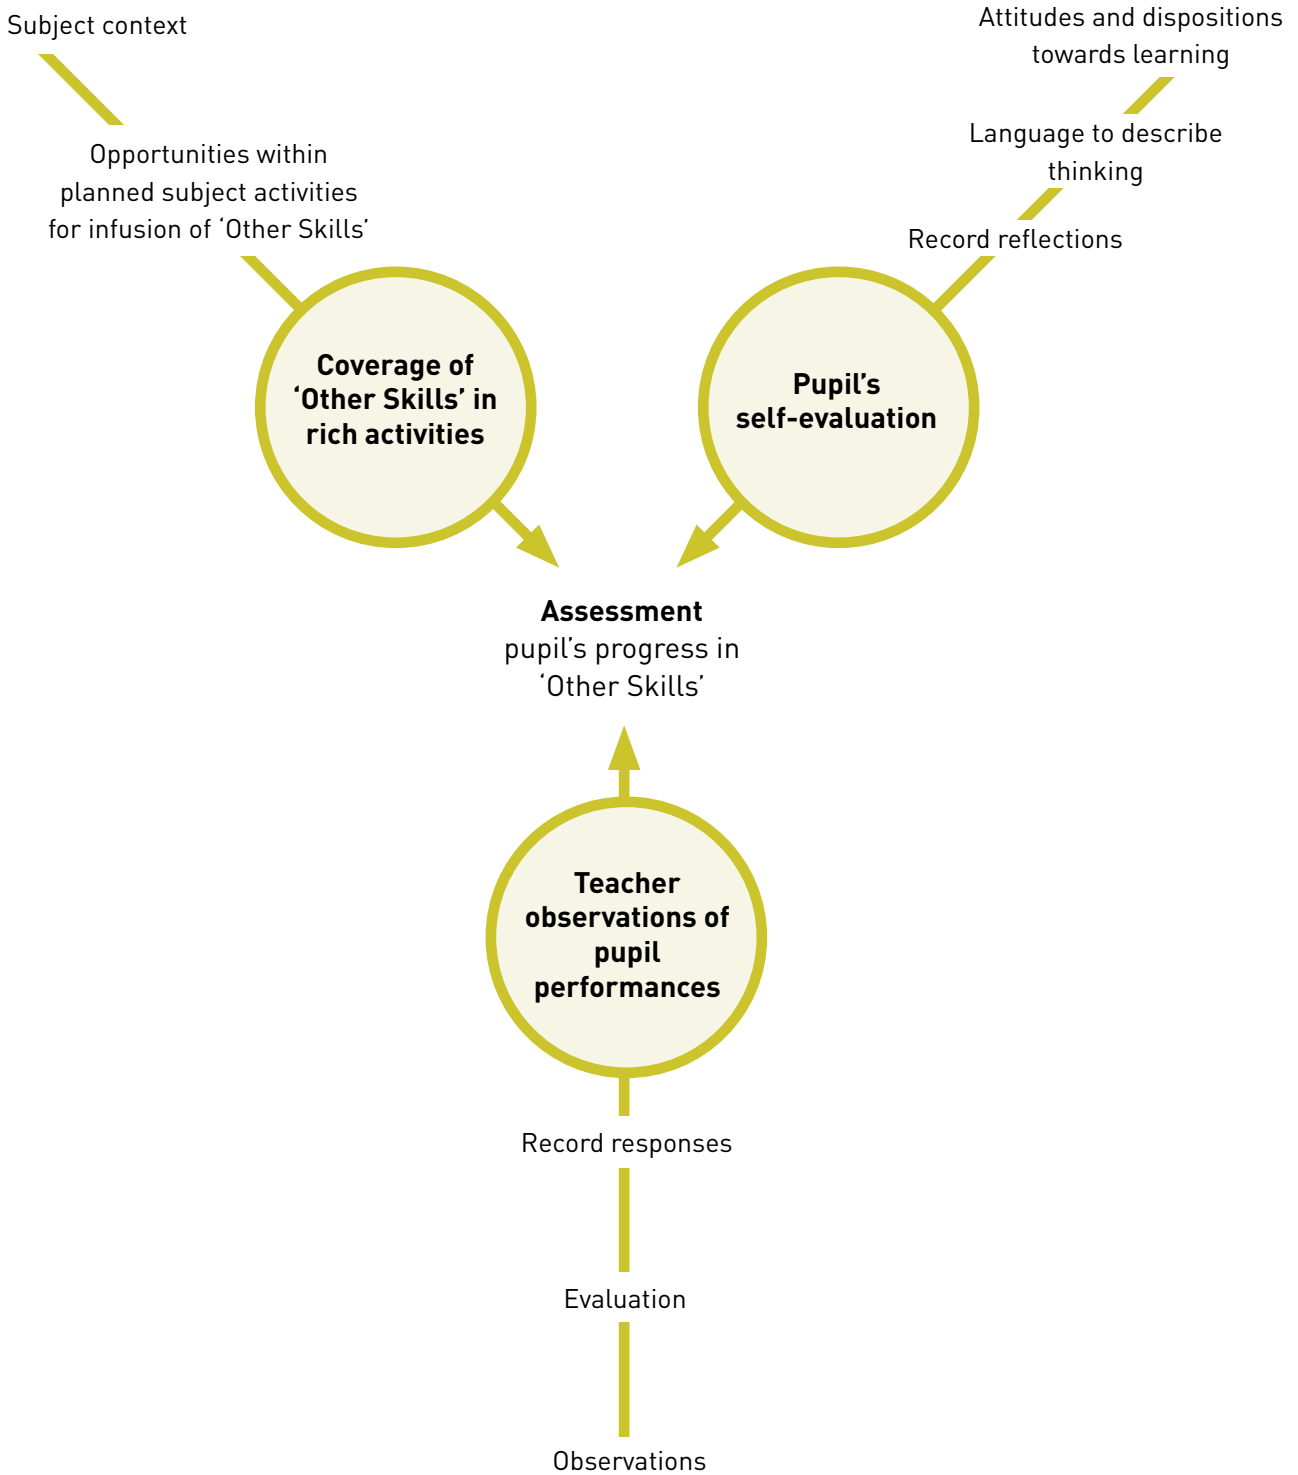 Subject context
Opportunities within
planned subject activities
for infusion of ‘Other Skills’
Coverage of
‘Other Skills’ in
rich activities
Attitudes and dispositions
towards learning
Language to describe
thinking
Record reflections
Pupil’s
self-evaluation
Assessment
pupil’s progress in
‘Other Skills’
Teacher
observations of
pupil
performances
Record responses
Evaluation
Observations